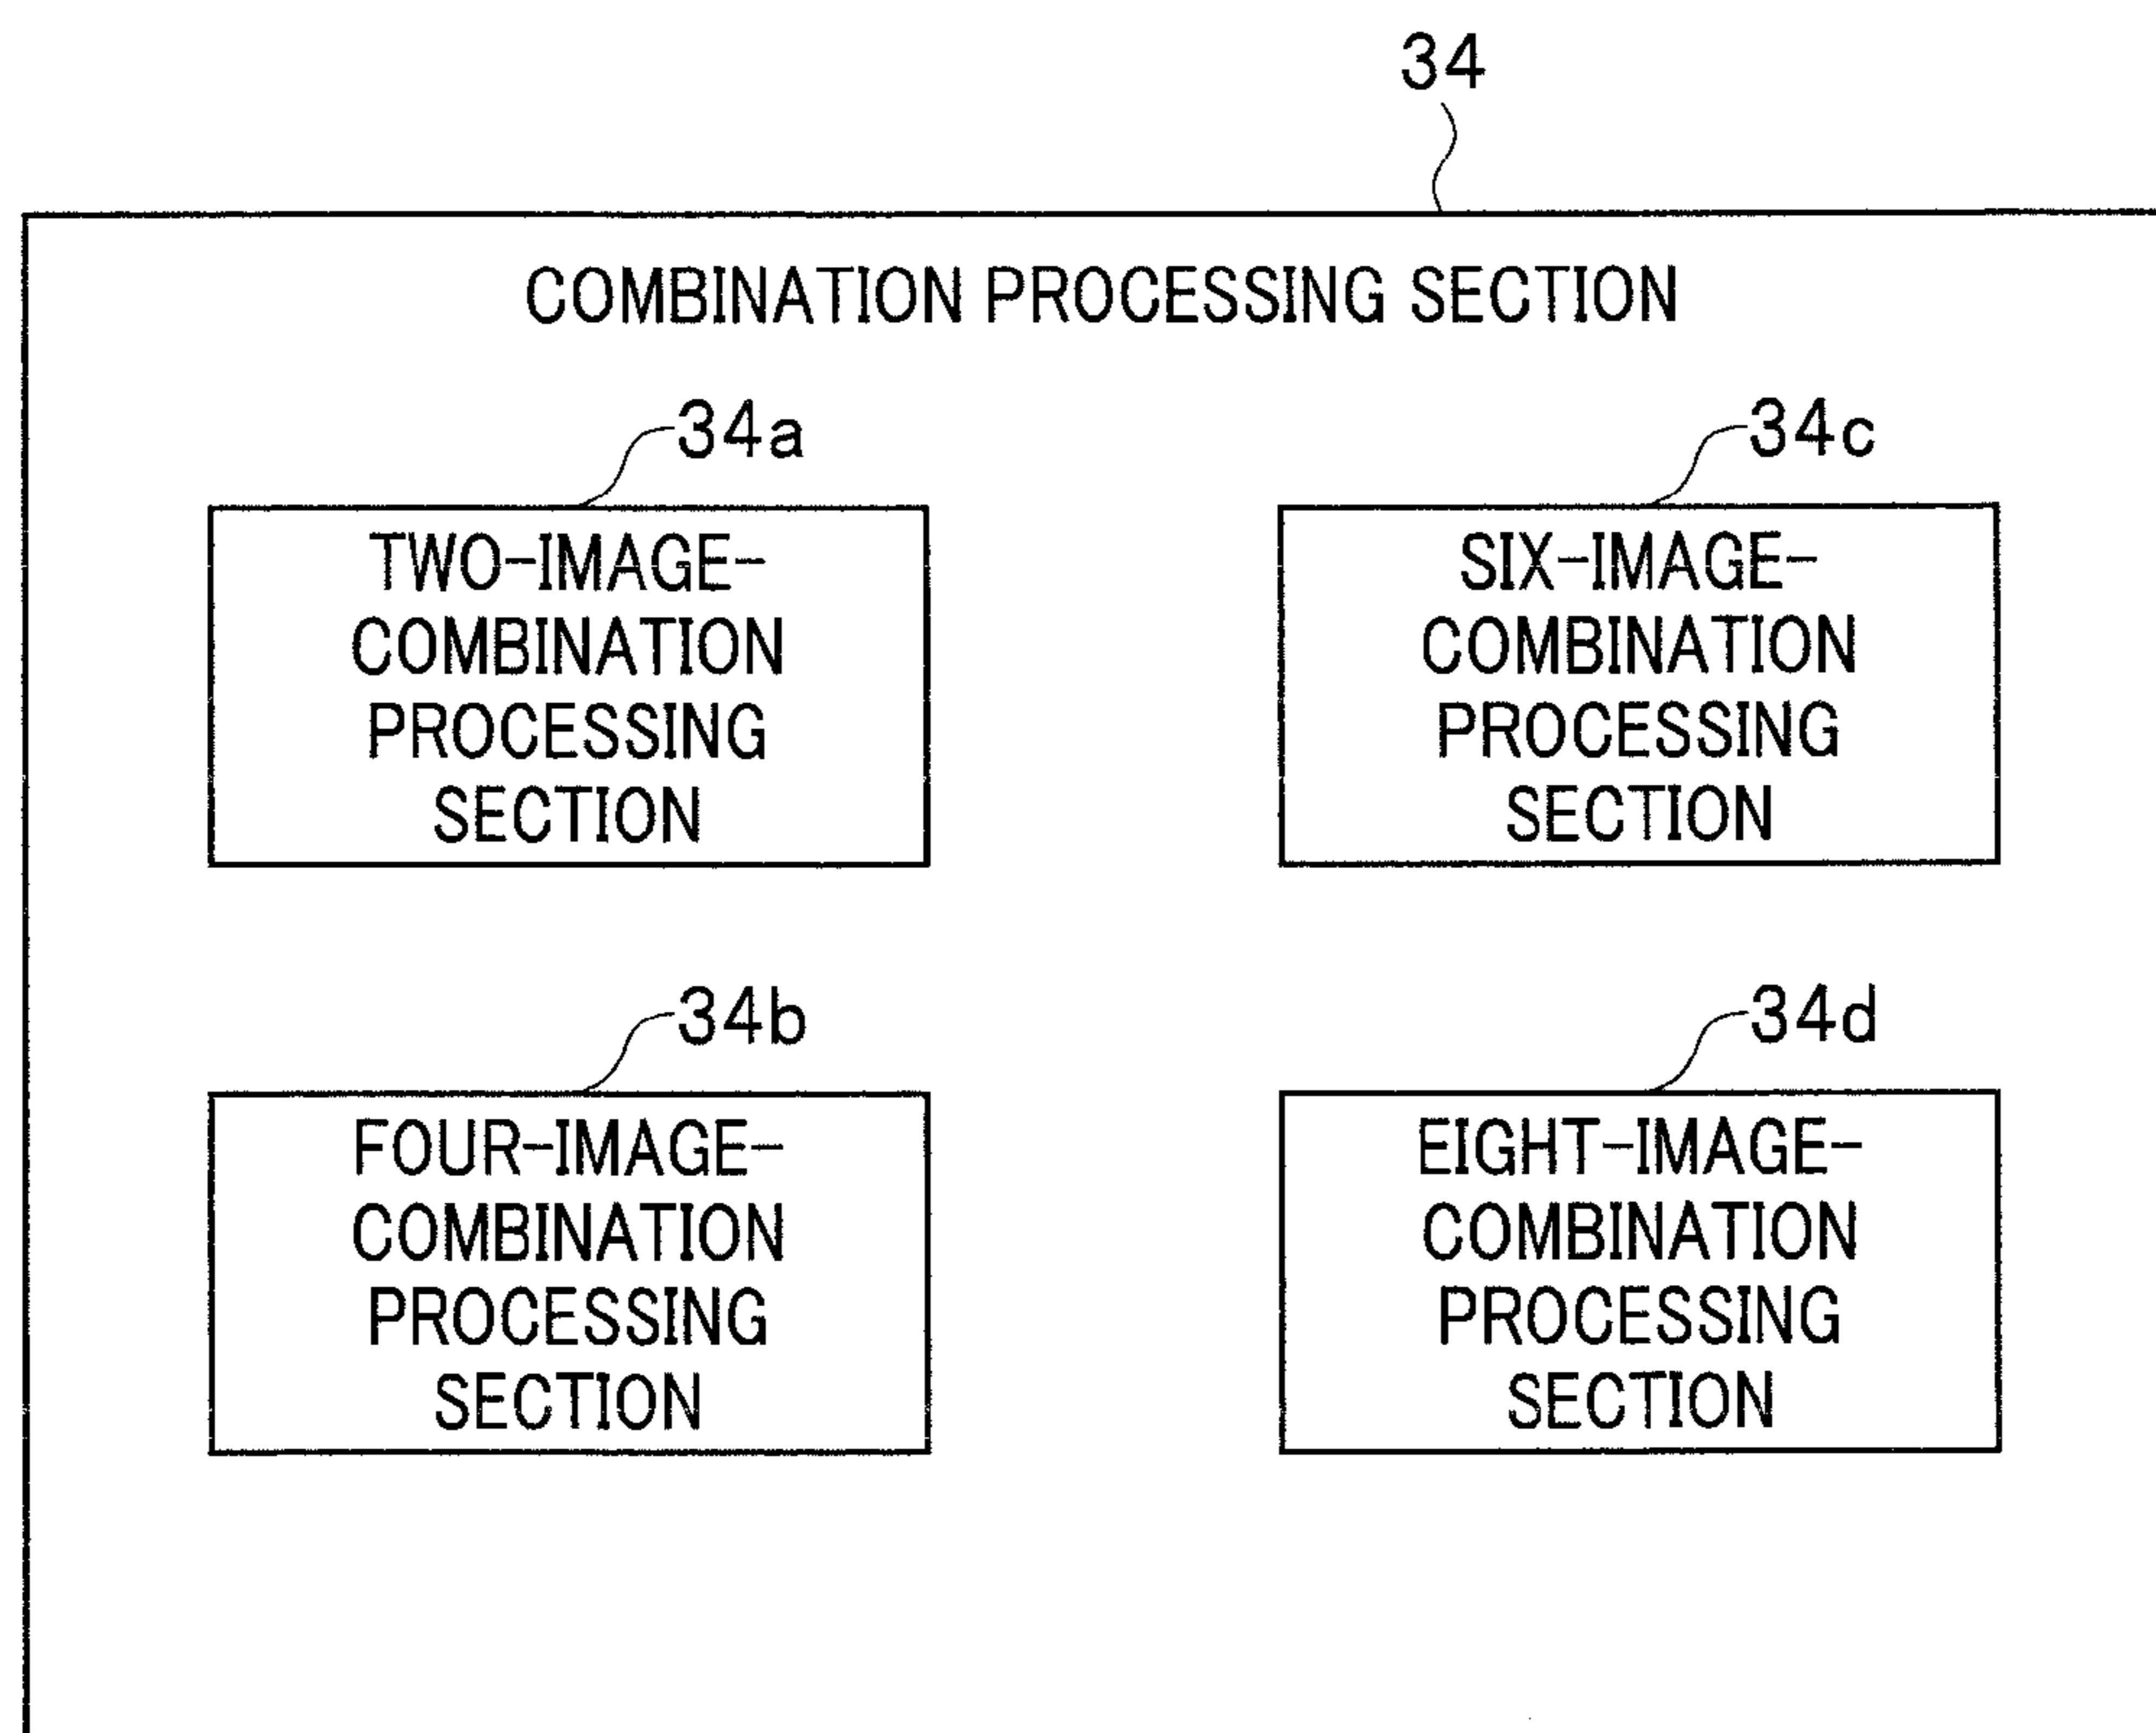 34
COMBINATION PROCESSING SECTION
34a
TWO-IMAGE-
COMBINATION
PROCESSING
SECTION
34c
SIX-IMAGE-
COMBINATION
PROCESSING
SECTION
34b
FOUR-IMAGE-
COMBINATION
PROCESSING
SECTION
34d
EIGHT-IMAGE-
COMBINATION
PROCESSING
SECTION